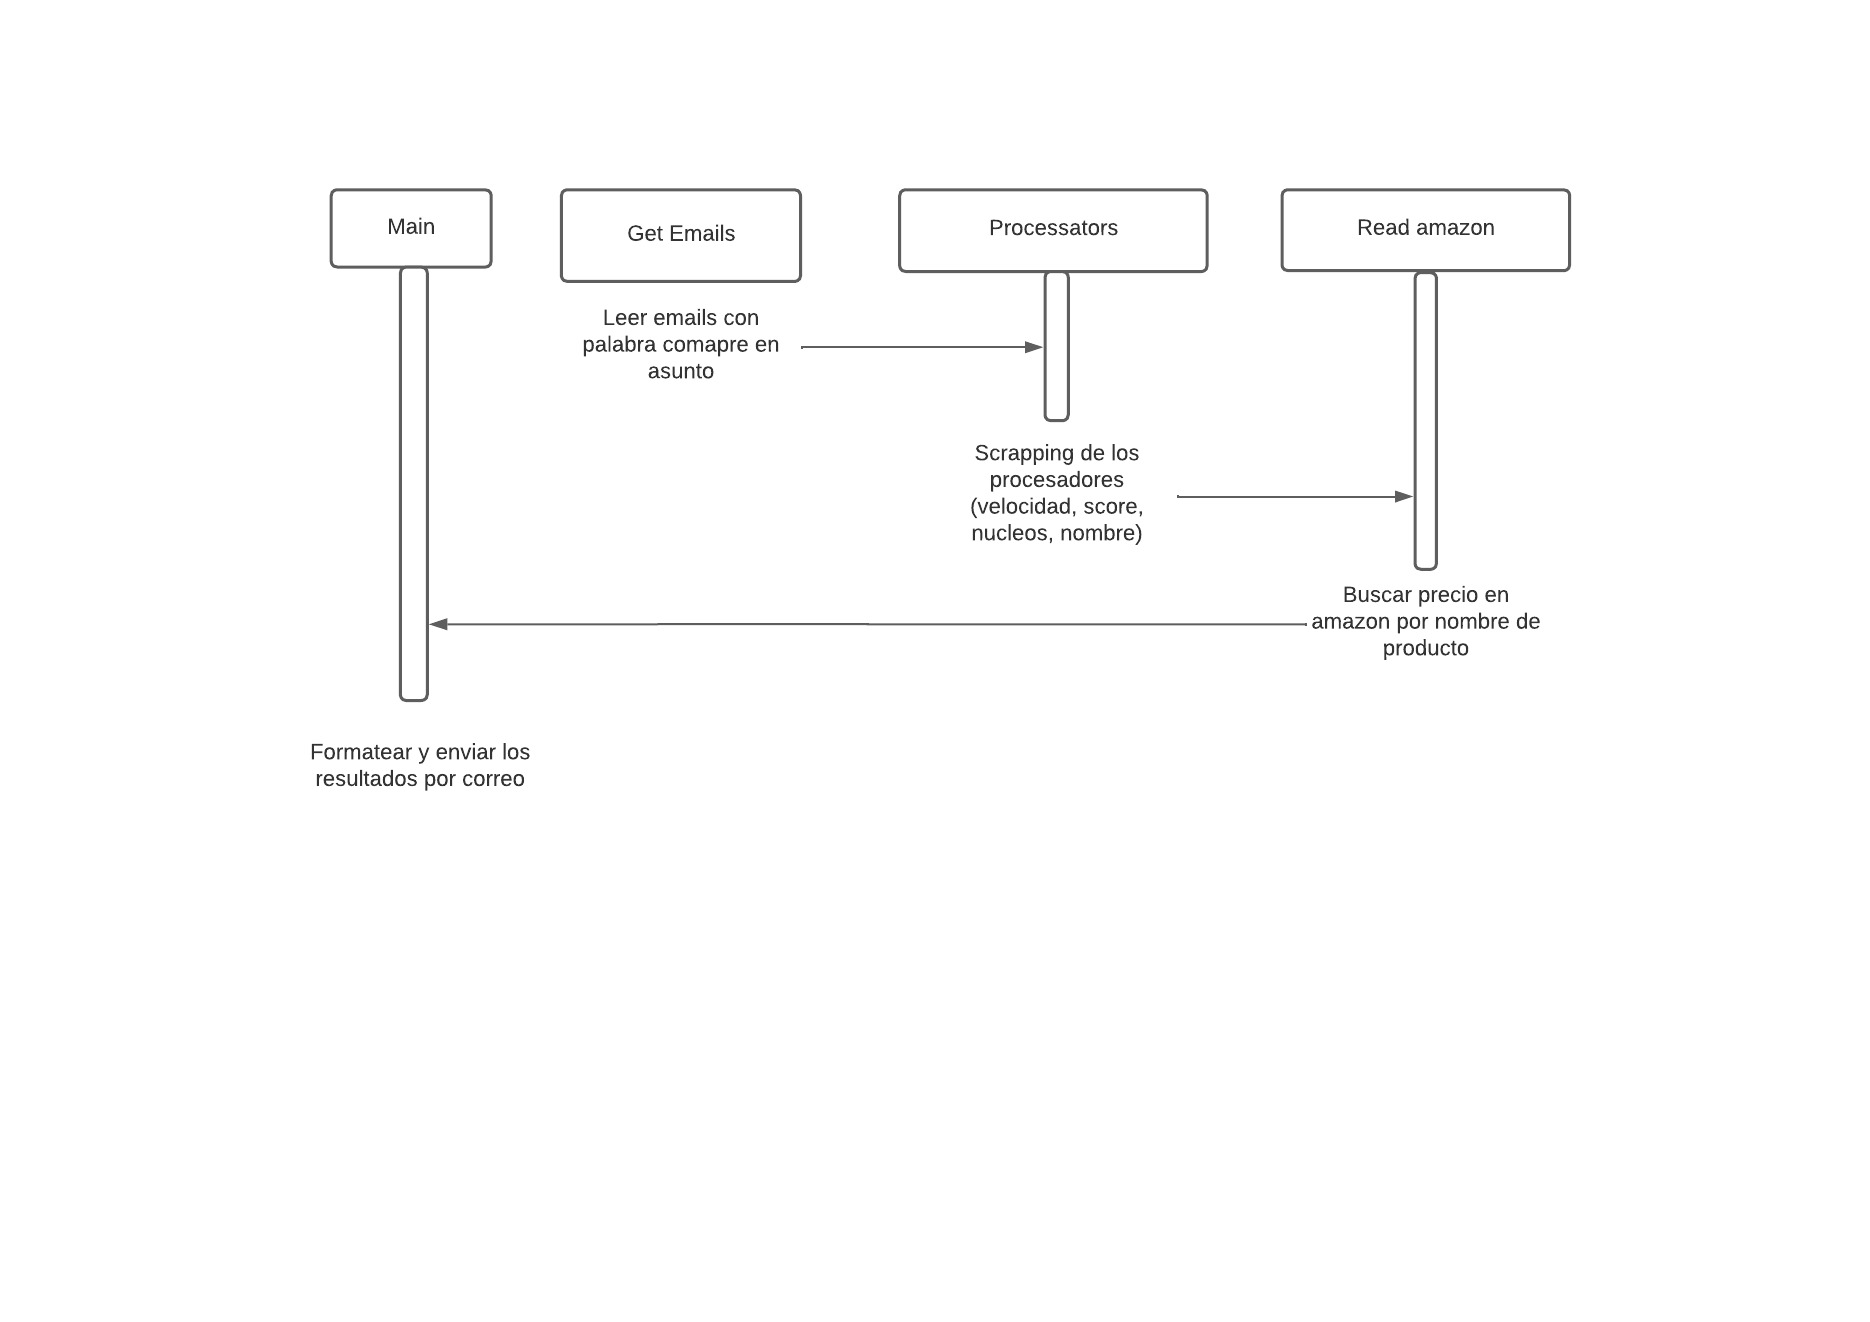 Main
Get Emails
Processators
Read amazon
Leer emails con
palabra comapre en
asunto
Scrapping de los
procesadores
(velocidad, score,
nucleos, nombre)
Buscar precio en
amazon por nombre de
producto
Formatear y enviar los
resultados por correo